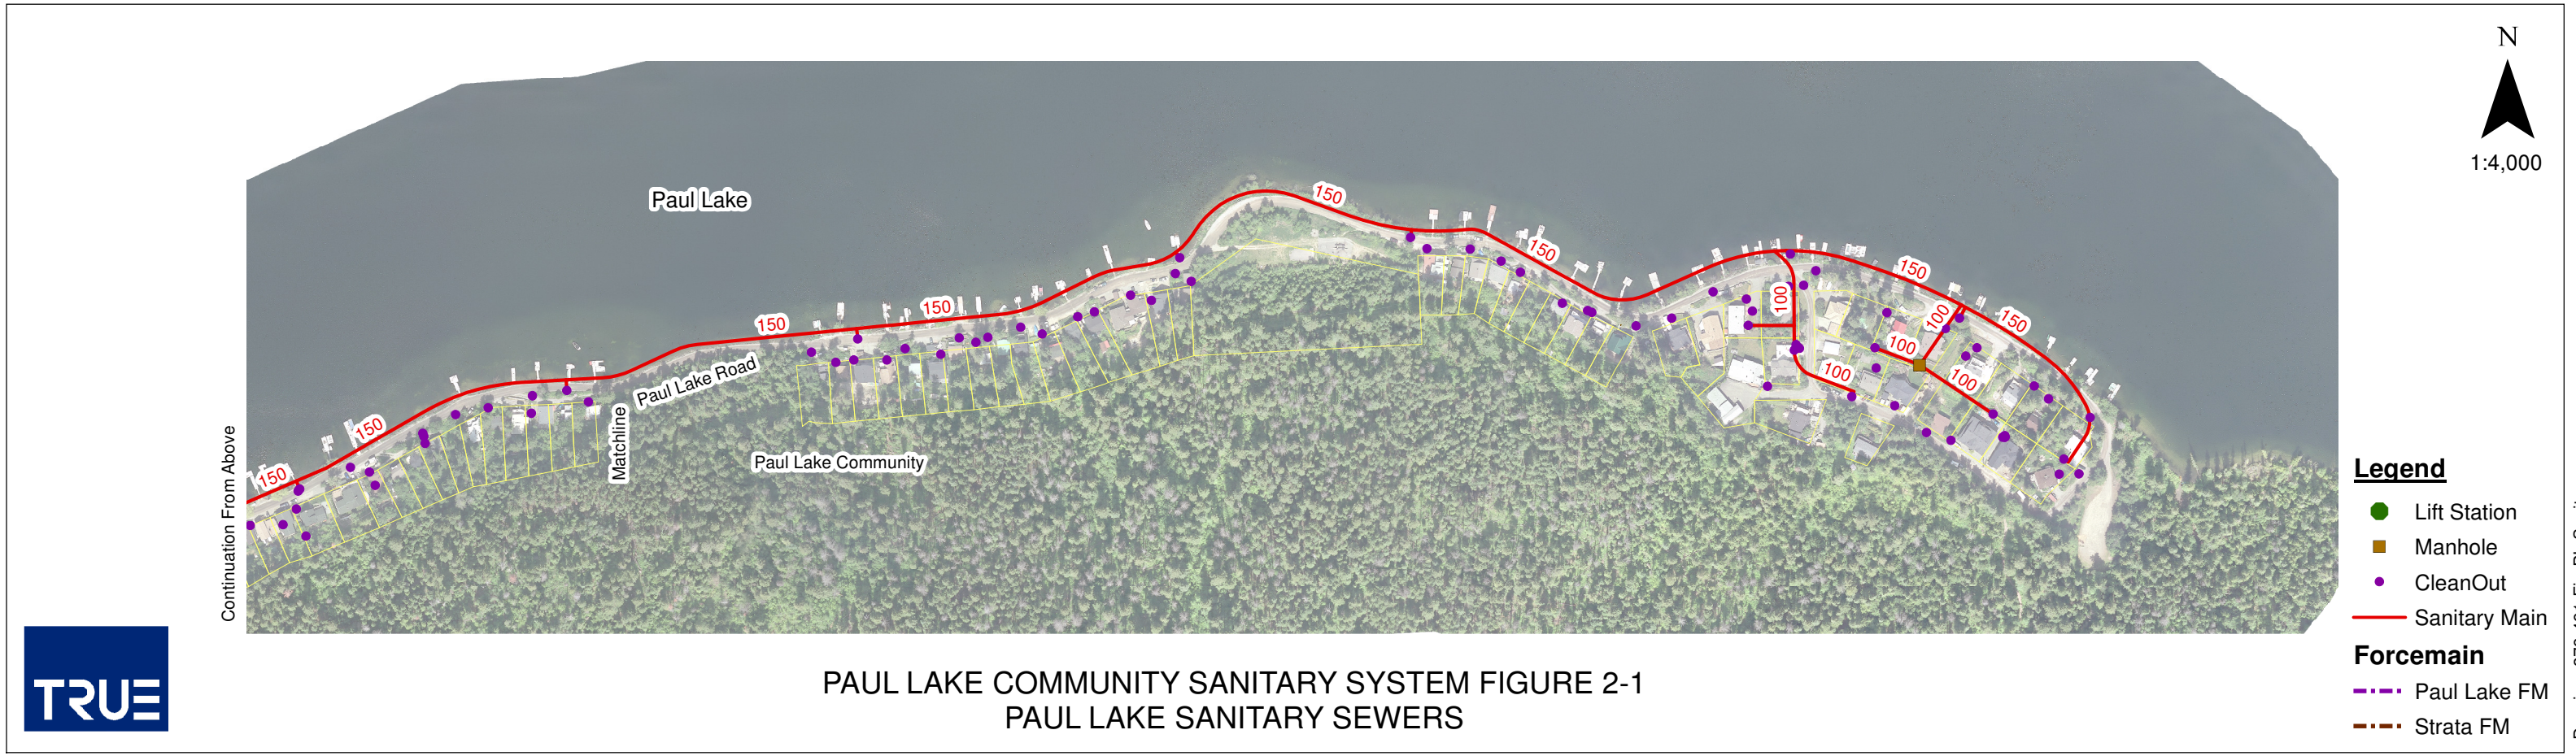 N
1:4,000
Paul Lake
150
150
150
150
150
150
150
150
100
100
100
100
100
Paul Lake Road
Matchline
Paul Lake Community
Continuation From Above
Legend
Lift Station
Manhole
CleanOut
Sanitary Main
Forcemain
Paul Lake FM
Strata FM
TRUE
PAUL LAKE COMMUNITY SANITARY SYSTEM FIGURE 2-1
PAUL LAKE SANITARY SEWERS